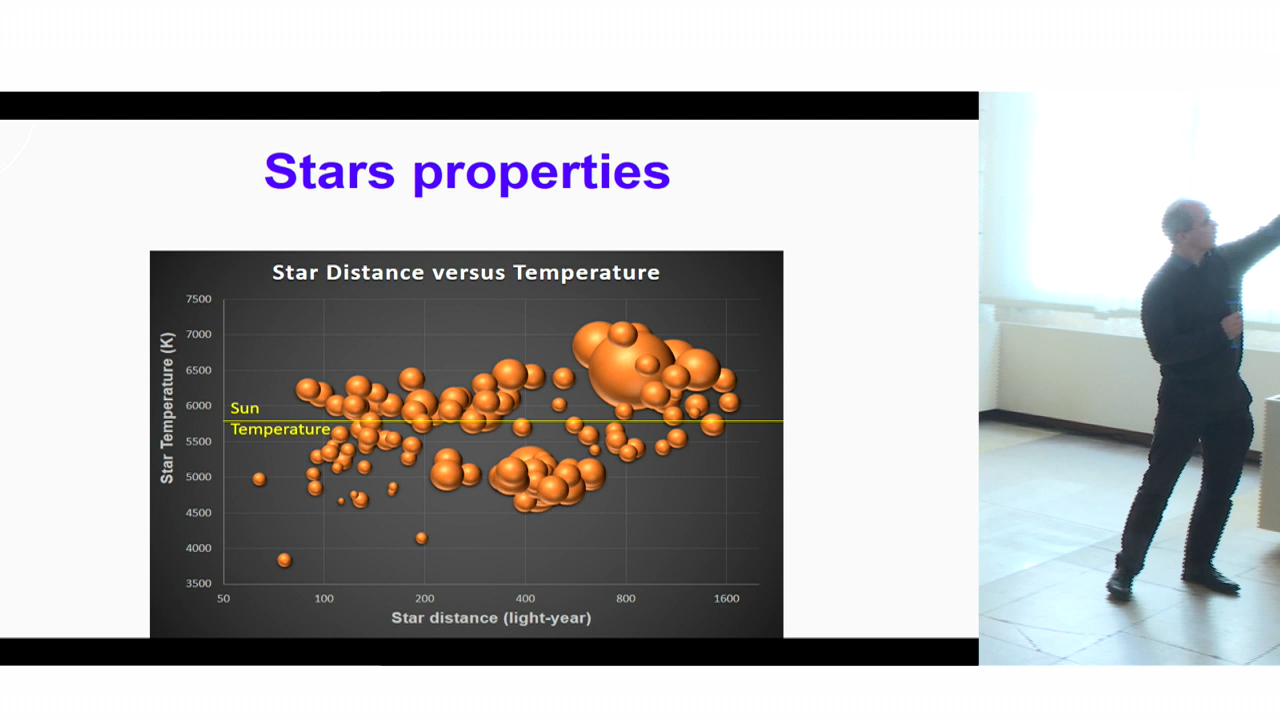 Stars properties
Star Distance versus Temperature
Star Temperature (K)
7500
7000
6500
6000
5500
5000
4500
4000
3500
Sun
Temperature
50
100
200
400
800
1600
Star distance (light-year)